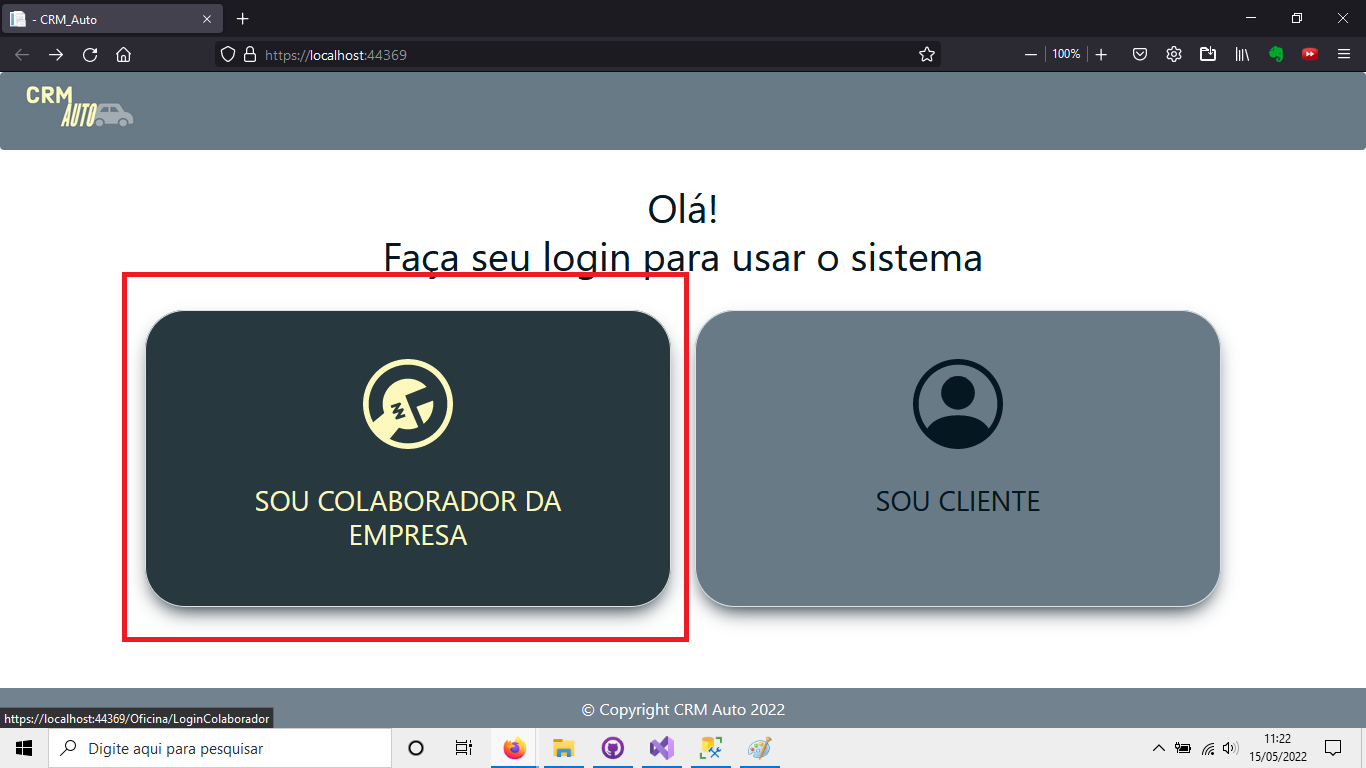 - CRM_Auto
https://localhost:44369
100%
CRM
AUTO
Olá!
Faça seu login para usar o sistema
SOU COLABORADOR DA
EMPRESA
SOU CLIENTE
© Copyright CRM Auto 2022
https://localhost:44369/Oficina/LoginColaborador
Digite aqui para pesquisar
11:22
15/05/2022